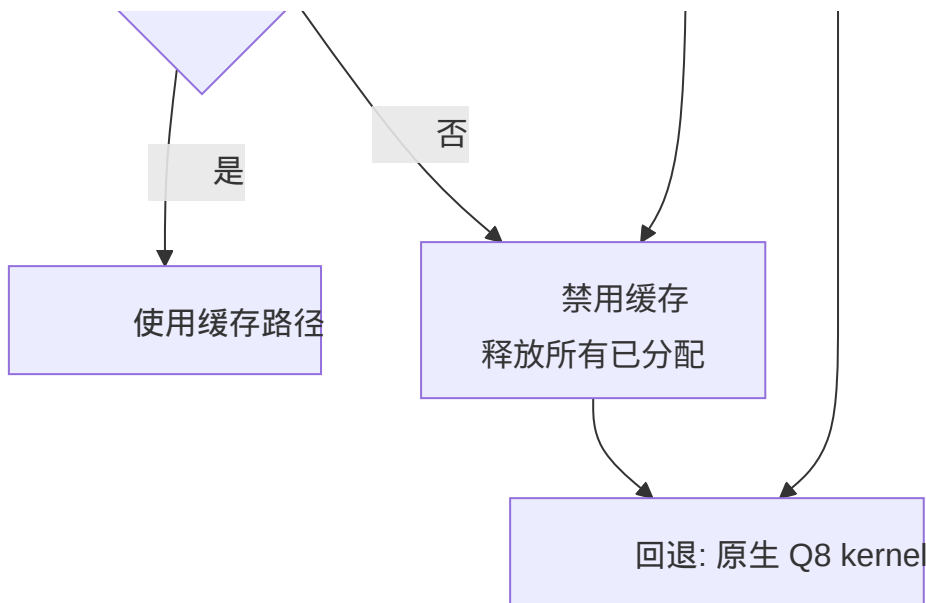 否
是
禁用缓存
释放所有已分配
使用缓存路径
回退: 原生 Q8 kernel